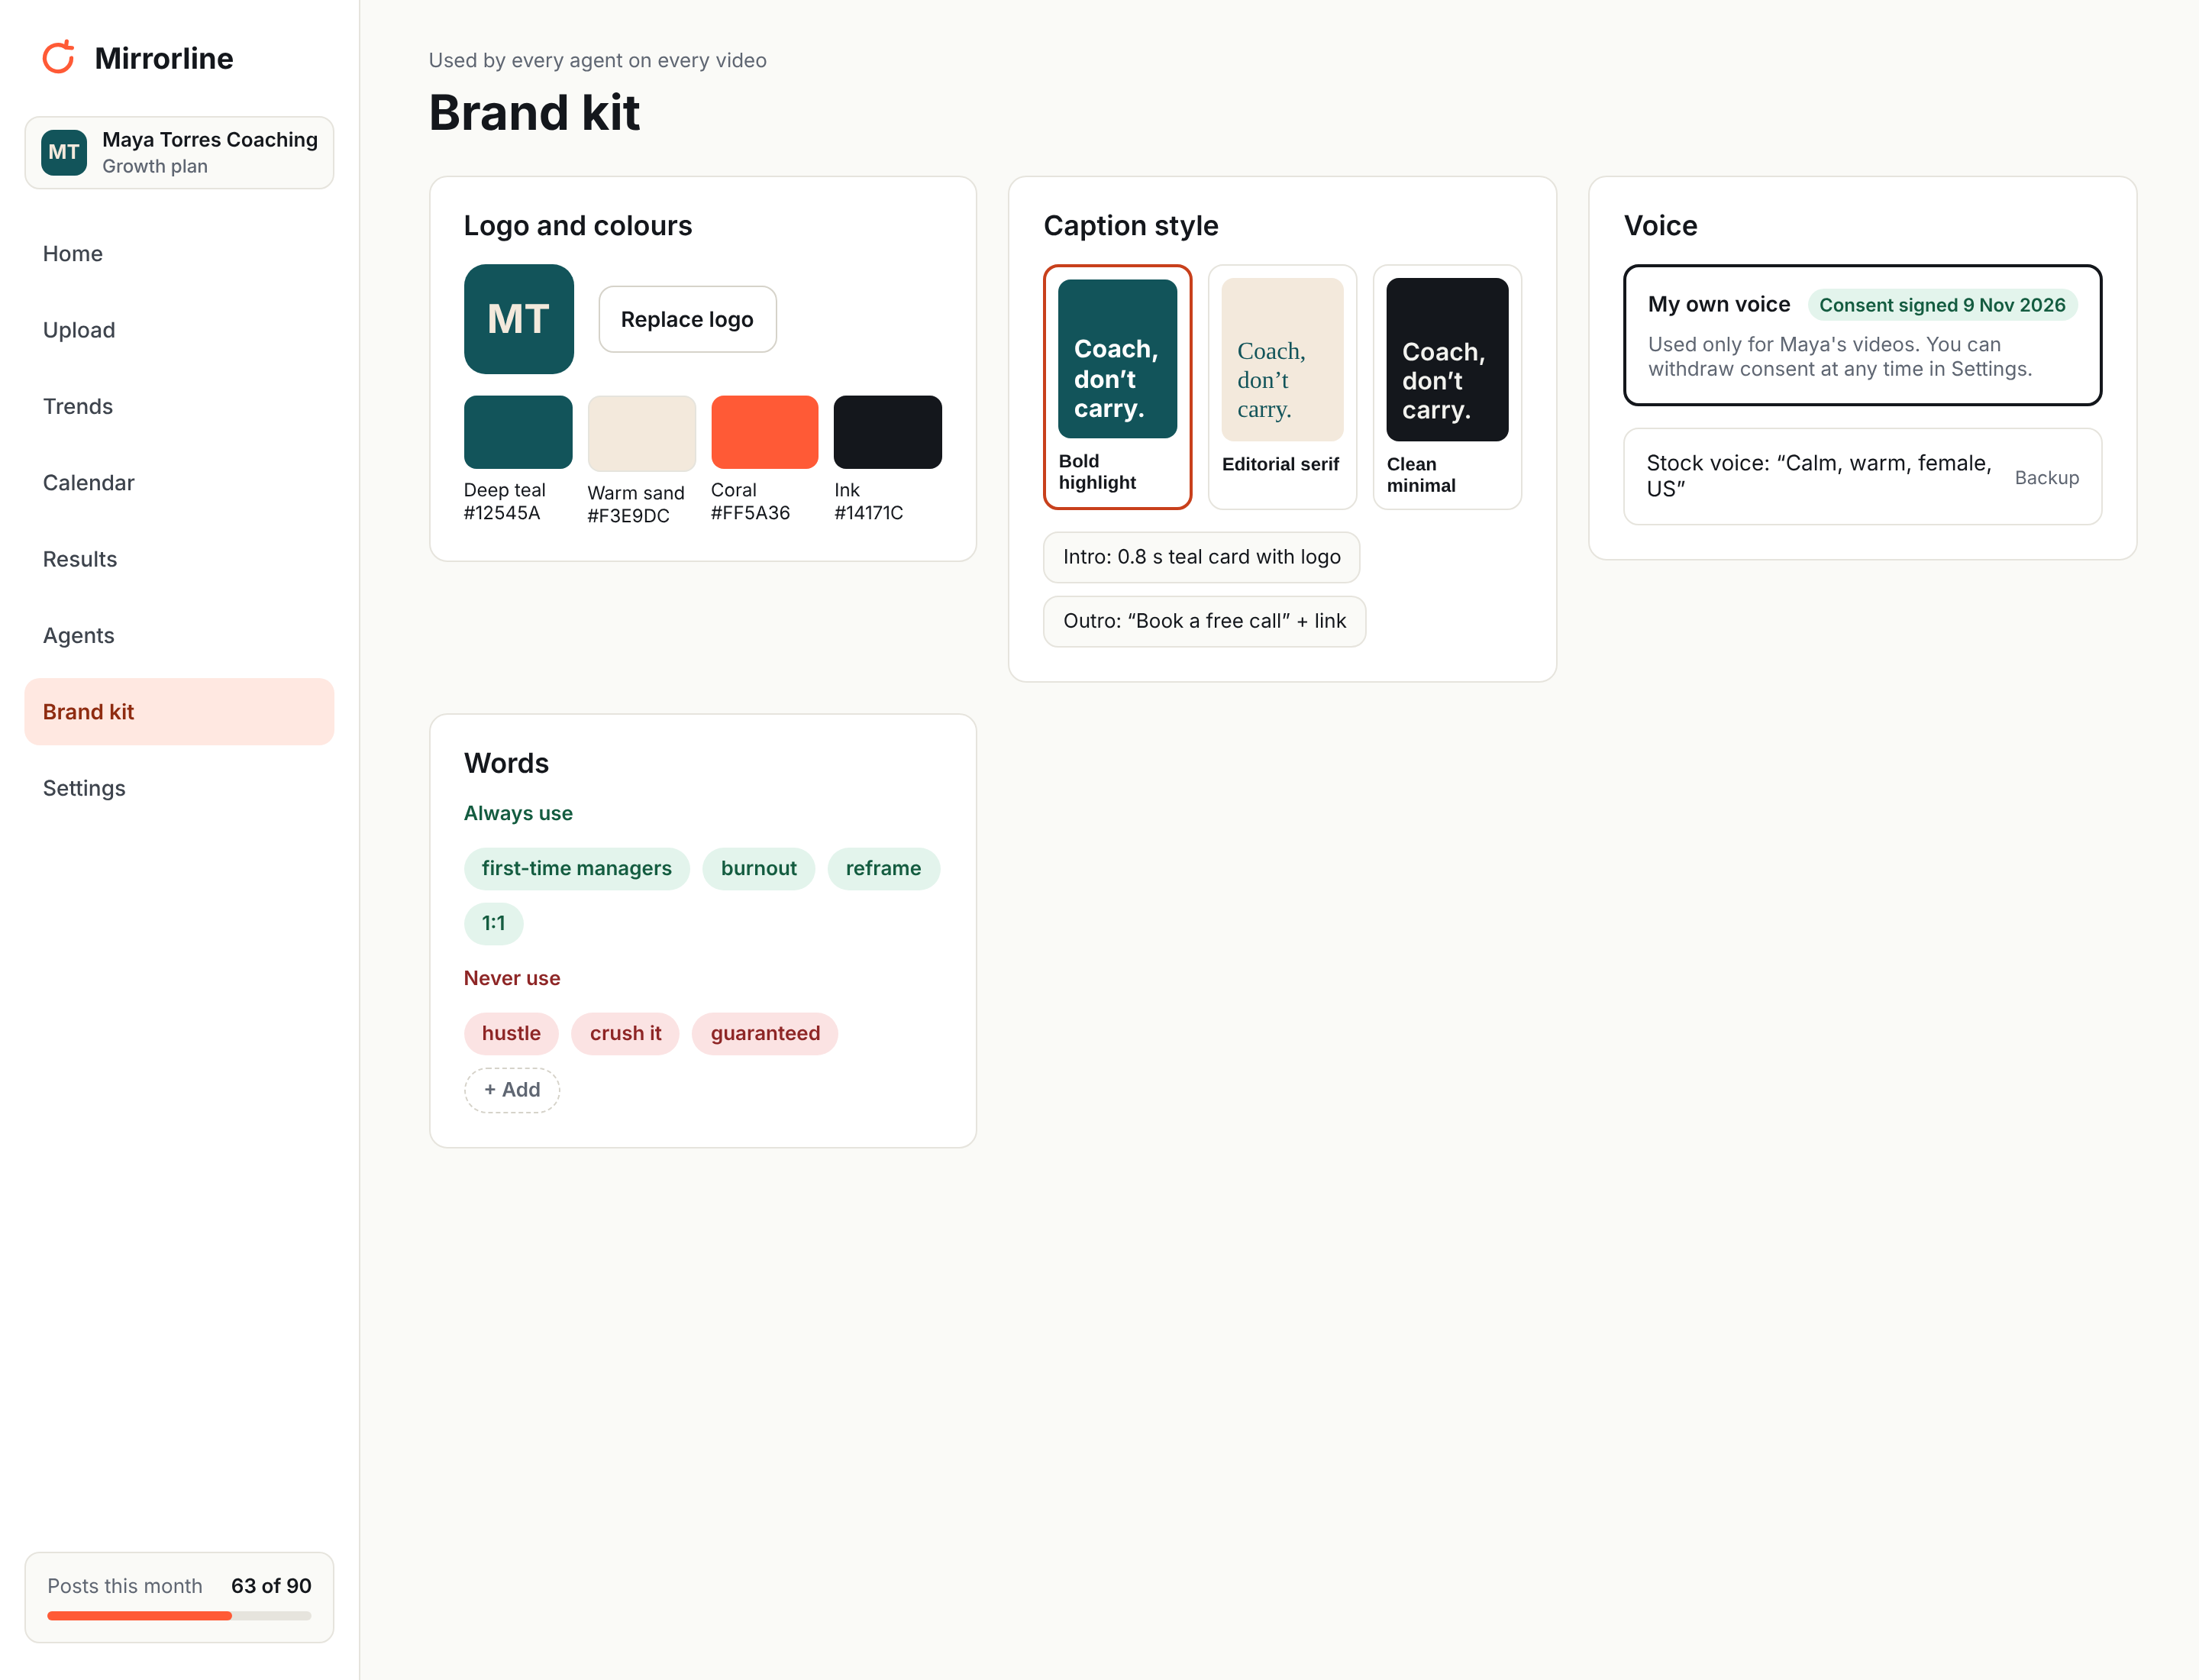 Mirrorline
MT
Maya Torres Coaching
Growth plan
Home
Upload
Trends
Calendar
Results
Agents
Brand kit
Settings
Posts this month 63 of 90
Used by every agent on every video
Brand kit
Logo and colours
MT
Replace logo
Deep teal
#12545A
Warm sand
#F3E9DC
Coral
#FF5A36
Ink
#14171C
Caption style
Coach,
don’t
carry.
Bold
highlight
Coach,
don’t
carry.
Editorial serif
Coach,
don’t
carry.
Clean
minimal
Intro: 0.8 s teal card with logo
Outro: “Book a free call” + link
Voice
My own voice Consent signed 9 Nov 2026
Used only for Maya's videos. You can
withdraw consent at any time in Settings.
Stock voice: “Calm, warm, female,
US”
Backup
Words
Always use
first-time managers burnout reframe
1:1
Never use
hustle crush it guaranteed
+ Add